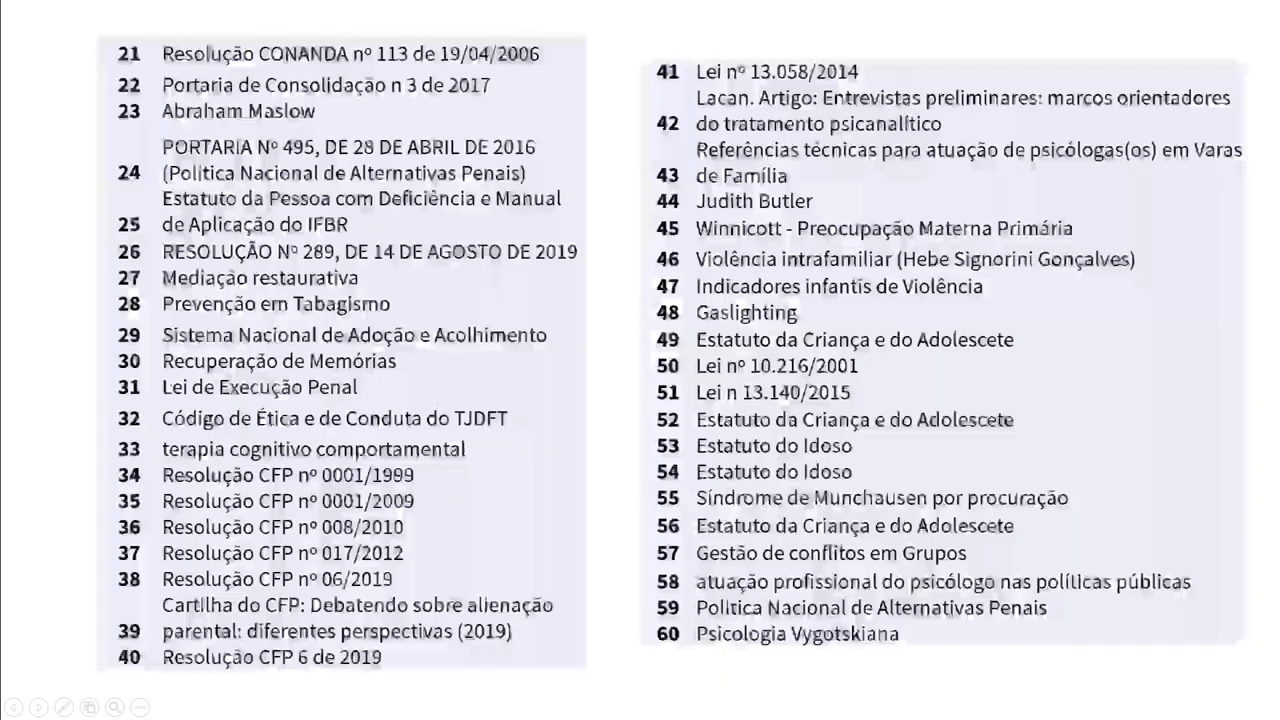 21 Resolução CONANDA nº 113 de 19/04/2006
22 Portaria de Consolidação n 3 de 2017
23 Abraham Maslow
PORTARIA Nº 495, DE 28 DE ABRIL DE 2016
24 (Política Nacional de Alternativas Penais)
Estatuto da Pessoa com Deficiência e Manual
25 de Aplicação do IFBR
26 RESOLUÇÃO Nº 289, DE 14 DE AGOSTO DE 2019
27 Mediação restaurativa
28 Prevenção em Tabagismo
29 Sistema Nacional de Adoção e Acolhimento
30 Recuperação de Memórias
31 Lei de Execução Penal
32 Código de Ética e de Conduta do TJDFT
33 terapia cognitivo comportamental
34 Resolução CFP nº 0001/1999
35 Resolução CFP nº 0001/2009
36 Resolução CFP nº 008/2010
37 Resolução CFP nº 017/2012
38 Resolução CFP nº 06/2019
Cartilha do CFP: Debatendo sobre alienação
39 parental: diferentes perspectivas (2019)
40 Resolução CFP 6 de 2019
41 Lei nº 13.058/2014
Lacan. Artigo: Entrevistas preliminares: marcos orientadores
42 do tratamento psicanalítico
Referências técnicas para atuação de psicólogas(os) em Varas
43 de Família
44 Judith Butler
45 Winnicott - Preocupação Materna Primária
46 Violência intrafamiliar (Hebe Signorini Gonçalves)
47 Indicadores infantis de Violência
48 Gaslighting
49 Estatuto da Criança e do Adolescete
50 Lei nº 10.216/2001
51 Lei n 13.140/2015
52 Estatuto da Criança e do Adolescete
53 Estatuto do Idoso
54 Estatuto do Idoso
55 Síndrome de Munchausen por procuração
56 Estatuto da Criança e do Adolescete
57 Gestão de conflitos em Grupos
58 atuação profissional do psicólogo nas políticas públicas
59 Política Nacional de Alternativas Penais
60 Psicologia Vygotskiana